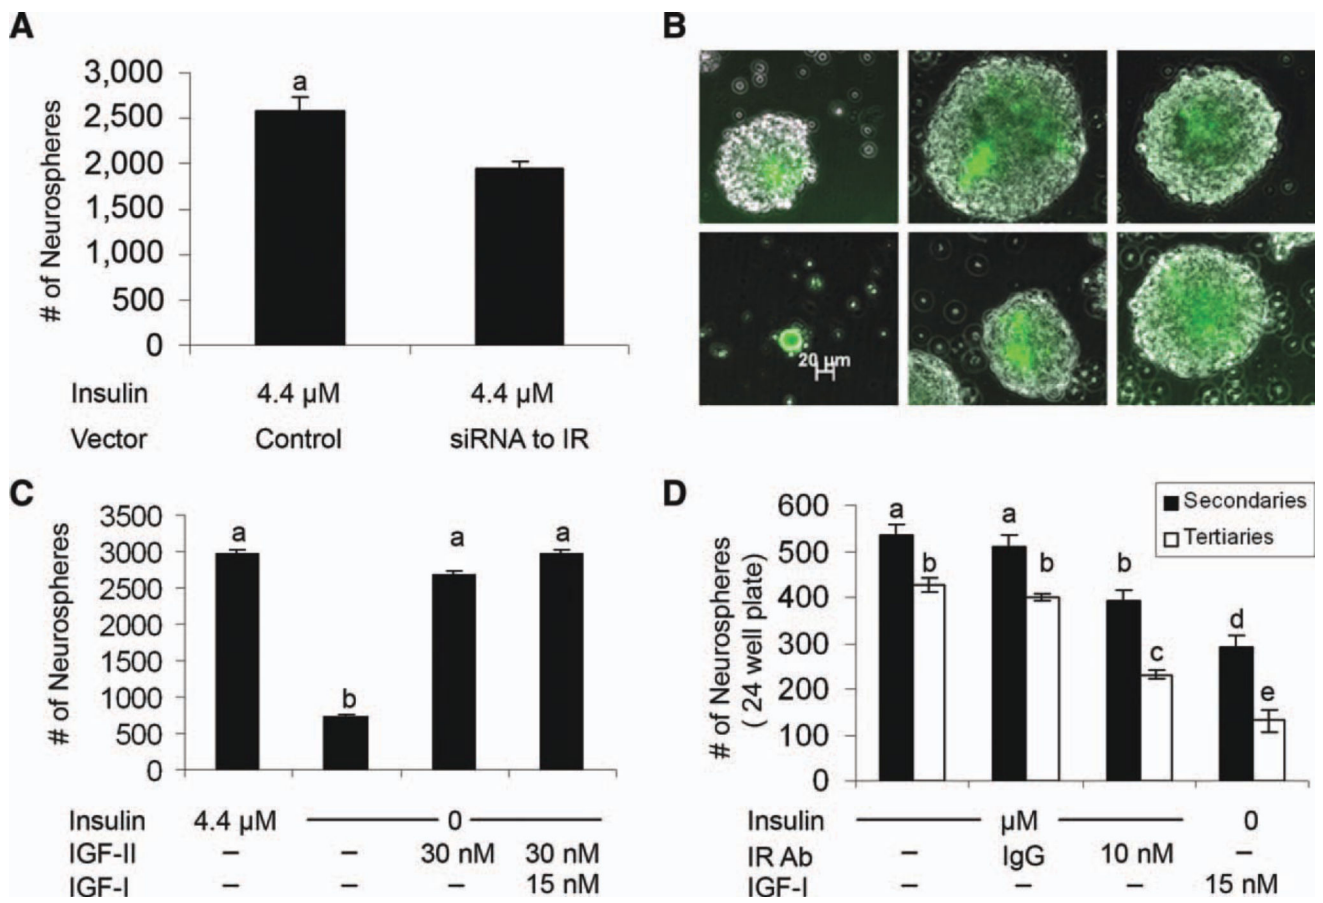 A
3,000
2,500
2,000
1,500
1,000
500
0
# of Neurospheres
a
Insulin 4.4 µM 4.4 µM
Vector Control siRNA to IR
B
20 µm
C
3500
3000
2500
2000
1500
1000
500
0
# of Neurospheres
a b a a
Insulin 4.4 µM 0
IGF-II – – 30 nM 30 nM
IGF-I – – – 15 nM
D
600
500
400
300
200
100
0
# of Neurospheres
( 24 well plate)
Secondaries
Tertiaries
a b a b b c d e
Insulin µM 0
IR Ab – IgG 10 nM –
IGF-I – – – 15 nM